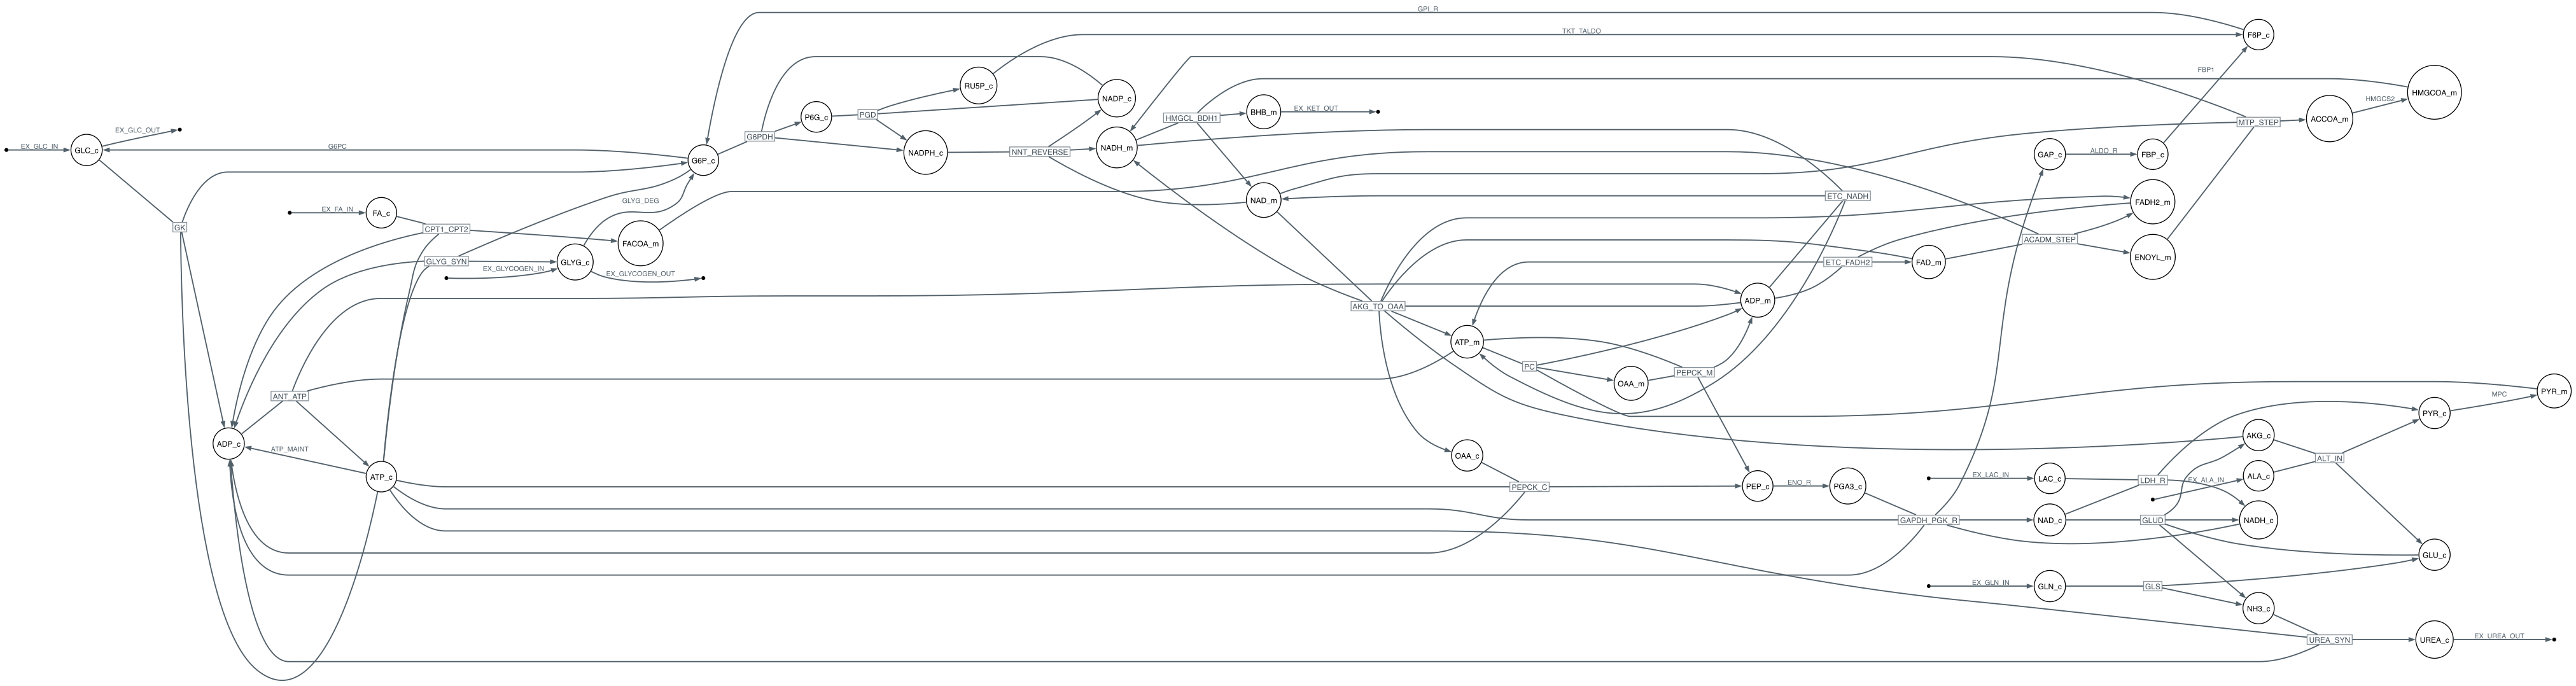 GPI_R
F6P_c
TKT_TALDO
FBP1
RU5P_c
NADP_c
HMGCOA_m
HMGCS2
P6G_c
PGD
HMGCL_BDH1
BHB_m
EX_KET_OUT
MTP_STEP
ACCOA_m
EX_GLC_OUT
G6PDH
EX_GLC_IN
GLC_c
G6PC
G6P_c
NADPH_c
NNT_REVERSE
NADH_m
GAP_c
ALDO_R
FBP_c
GLYG_DEG
NAD_m
ETC_NADH
FADH2_m
EX_FA_IN
FA_c
GK
CPT1_CPT2
FACOA_m
ACADM_STEP
ENOYL_m
GLYG_SYN
EX_GLYCOGEN_IN
GLYG_c
EX_GLYCOGEN_OUT
ETC_FADH2
FAD_m
AKG_TO_OAA
ADP_m
ATP_m
PC
OAA_m
PEPCK_M
ANT_ATP
PYR_m
MPC
PYR_c
ADP_c
ATP_MAINT
ATP_c
OAA_c
AKG_c
ALT_IN
PEPCK_C
PEP_c
ENO_R
PGA3_c
EX_LAC_IN
LAC_c
LDH_R
EX_ALA_IN
ALA_c
GAPDH_PGK_R
NAD_c
GLUD
NADH_c
GLU_c
EX_GLN_IN
GLN_c
GLS
NH3_c
UREA_SYN
UREA_c
EX_UREA_OUT